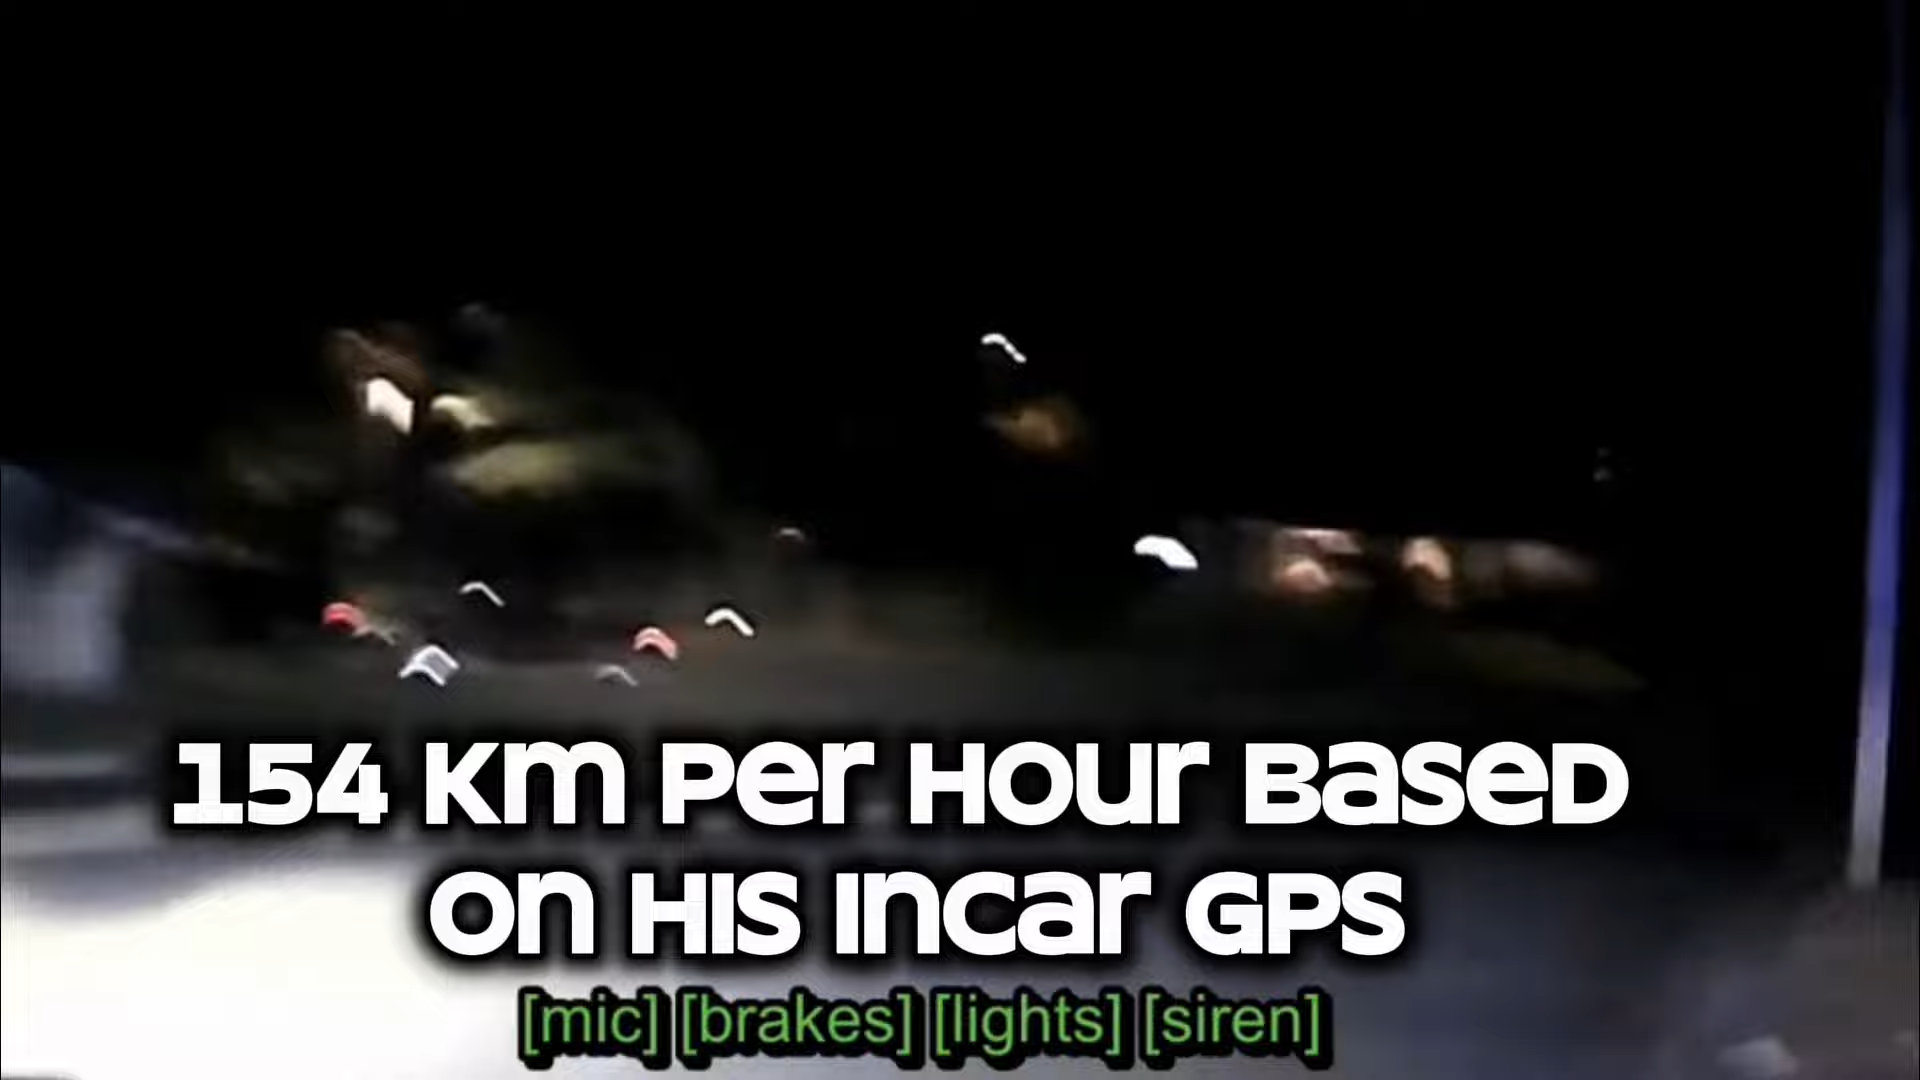 154 Km Per Hour Based
on His Incar GPS
[mic] [brakes] [lights] [siren]